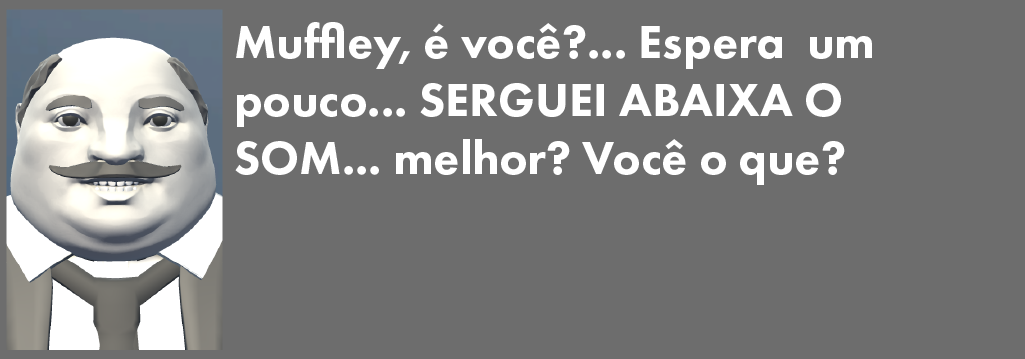 Muffley, é você?... Espera um
pouco... SERGUEI ABAIXA O
SOM... melhor? Você o que?